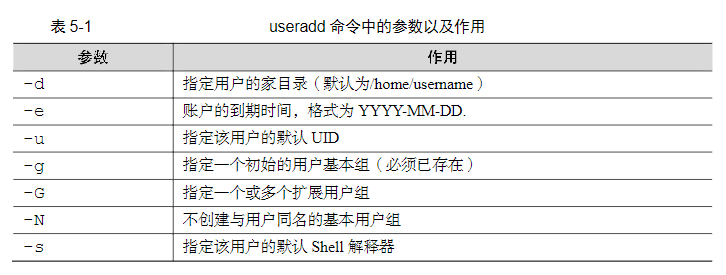 表 5-1 useradd 命令中的参数以及作用
参数 作用
-d 指定用户的家目录（默认为/home/username）
-e 账户的到期时间，格式为 YYYY-MM-DD.
-u 指定该用户的默认 UID
-g 指定一个初始的用户基本组（必须已存在）
-G 指定一个或多个扩展用户组
-N 不创建与用户同名的基本用户组
-s 指定该用户的默认 Shell 解释器